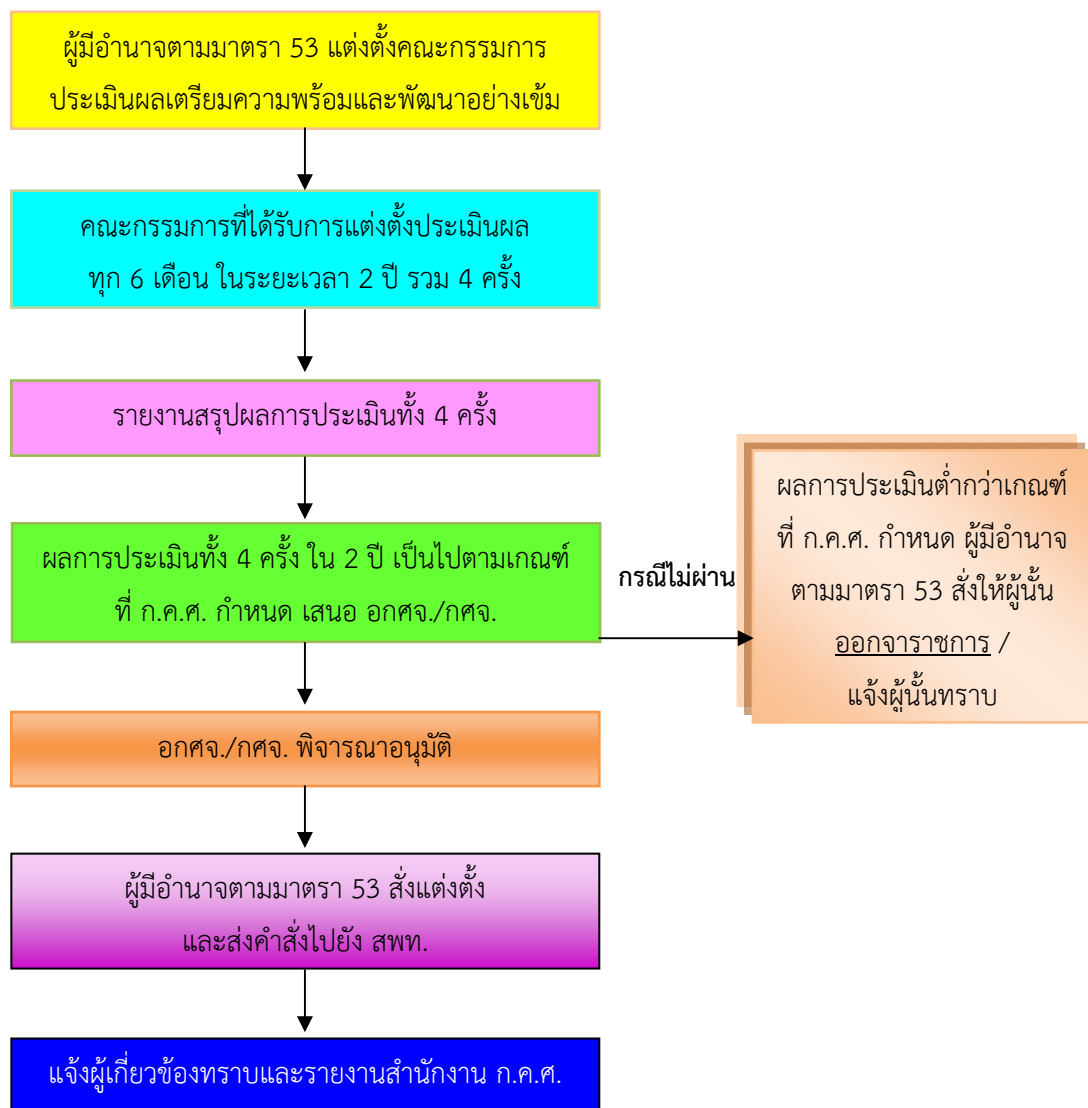 ผู้มีอำนาจตามมาตรา 53 แต่งตั้งคณะกรรมการ
ประเมินผลเตรียมความพร้อมและพัฒนาอย่างเข้ม
คณะกรรมการที่ได้รับการแต่งตั้งประเมินผล
ทุก 6 เดือน ในระยะเวลา 2 ปี รวม 4 ครั้ง
รายงานสรุปผลการประเมินทั้ง 4 ครั้ง
ผลการประเมินทั้ง 4 ครั้ง ใน 2 ปี เป็นไปตามเกณฑ์
ที่ ก.ค.ศ. กำหนด เสนอ อกศจ./กศจ.
กรณีไม่ผ่าน
ผลการประเมินต่ำกว่าเกณฑ์
ที่ ก.ค.ศ. กำหนด ผู้มีอำนาจ
ตามมาตรา 53 สั่งให้ผู้นั้น
ออกจาราชการ /
แจ้งผู้นั้นทราบ
อกศจ./กศจ. พิจารณาอนุมัติ
ผู้มีอำนาจตามมาตรา 53 สั่งแต่งตั้ง
และส่งคำสั่งไปยัง สพท.
แจ้งผู้เกี่ยวข้องทราบและรายงานสำนักงาน ก.ค.ศ.